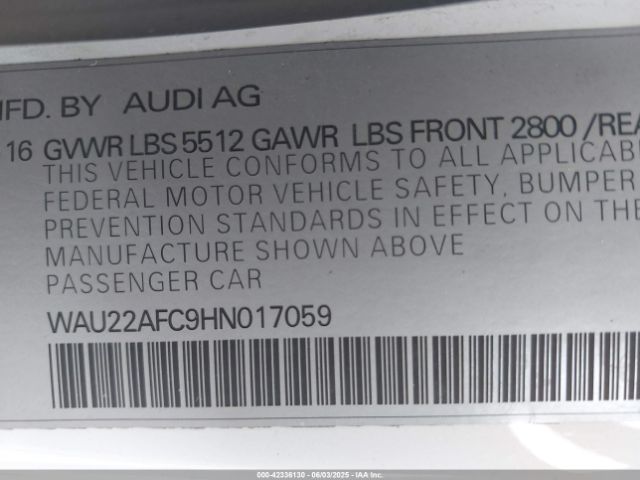 MFD. BY AUDI AG
16 GVWR LBS 5512 GAWR LBS FRONT 2800 /REA
THIS VEHICLE CONFORMS TO ALL APPLICAB
FEDERAL MOTOR VEHICLE SAFETY, BUMPER
PREVENTION STANDARDS IN EFFECT ON THE
MANUFACTURE SHOWN ABOVE
PASSENGER CAR
WAU22AFC9HN017059
000-42336130 - 06/03/2025 - IAA Inc.